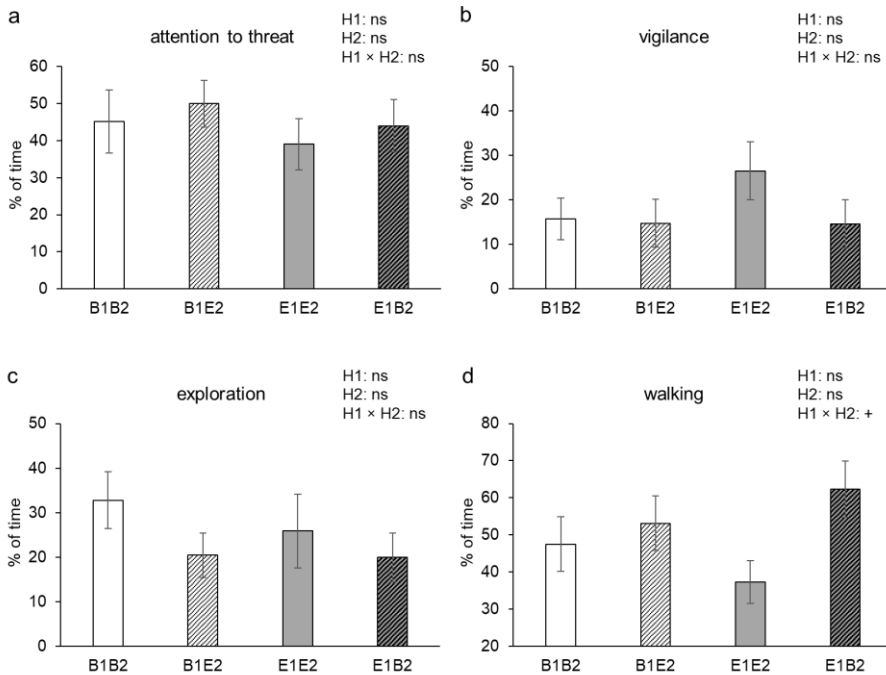 a
attention to threat
H1: ns
H2: ns
H1 × H2: ns
% of time
60
50
40
30
20
10
0
B1B2 B1E2 E1E2 E1B2
b
vigilance
H1: ns
H2: ns
H1 × H2: ns
% of time
50
40
30
20
10
0
B1B2 B1E2 E1E2 E1B2
c
exploration
H1: ns
H2: ns
H1 × H2: ns
% of time
50
40
30
20
10
0
B1B2 B1E2 E1E2 E1B2
d
walking
H1: ns
H2: ns
H1 × H2: +
% of time
80
70
60
50
40
30
20
B1B2 B1E2 E1E2 E1B2